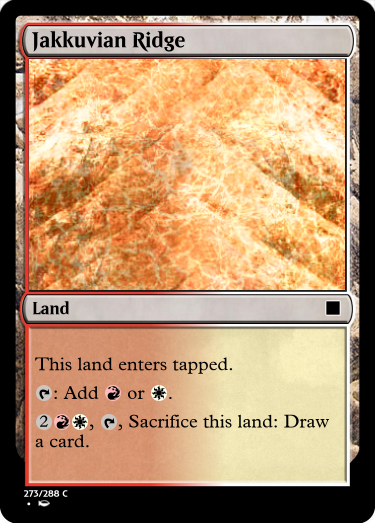 Jakkuvian Ridge
Land
This land enters tapped.
: Add or .
2, , Sacrifice this land: Draw
a card.
273/288 C